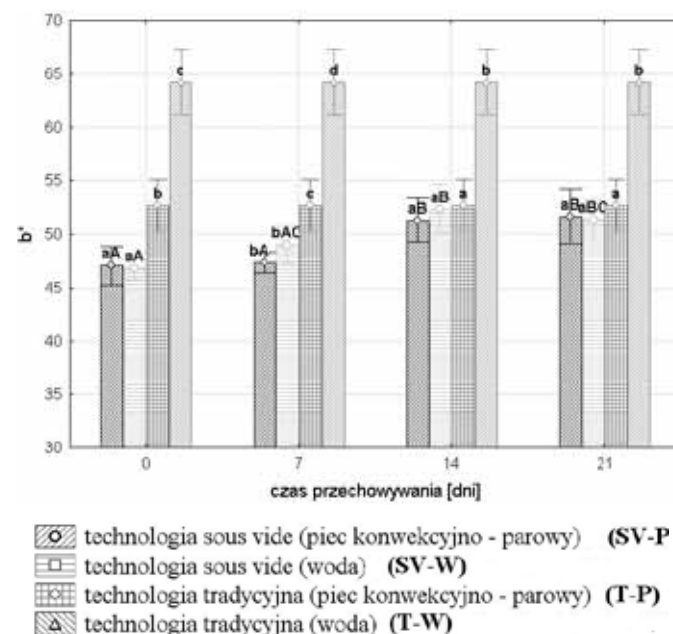 70
65
60
55
50
45
40
35
30
b*
c d b b
b c aB a aB aBC a
aA aA bA bAC aB
0 7 14 21
czas przechowywania [dni]
technologia sous vide (piec konwekcyjno - parowy) (SV-P
technologia sous vide (woda) (SV-W)
technologia tradycyjna (piec konwekcyjno - parowy) (T-P)
technologia tradycyjna (woda) (T-W)